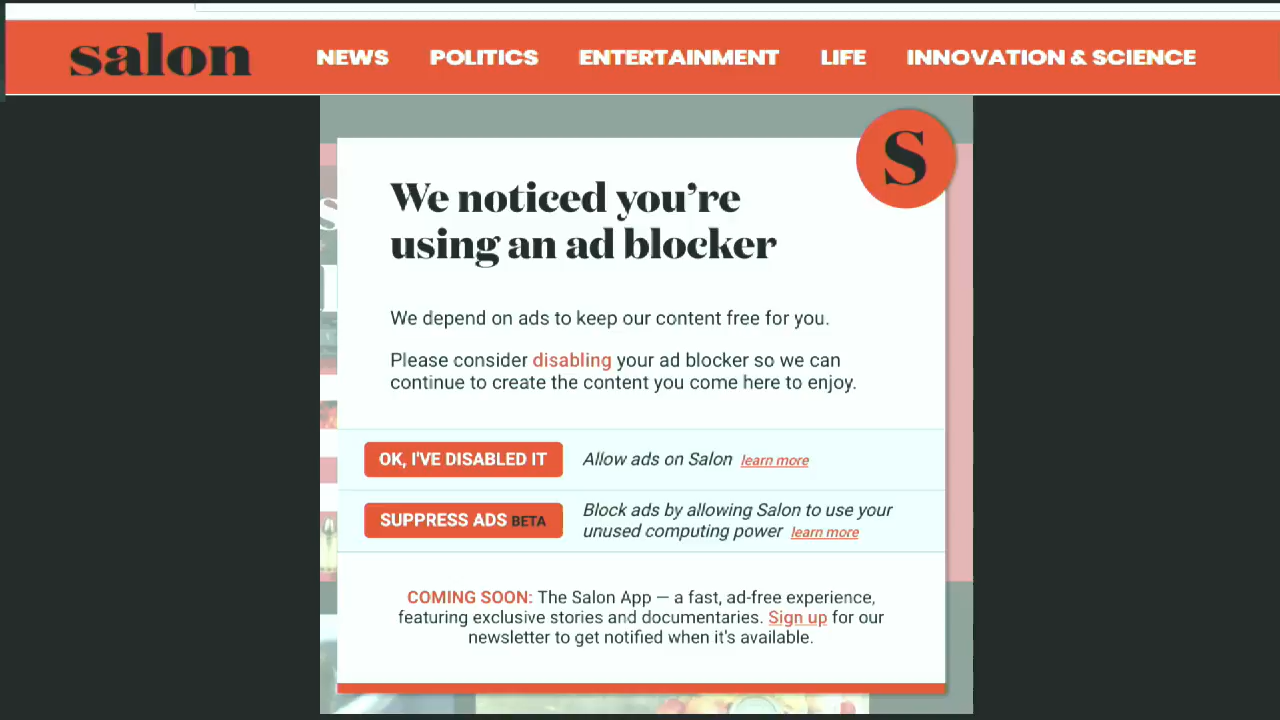 salon NEWS POLITICS ENTERTAINMENT LIFE INNOVATION & SCIENCE
S
We noticed you're
using an ad blocker
We depend on ads to keep our content free for you.
Please consider disabling your ad blocker so we can
continue to create the content you come here to enjoy.
OK, I'VE DISABLED IT Allow ads on Salon learn more
SUPPRESS ADS BETA Block ads by allowing Salon to use your
unused computing power learn more
COMING SOON: The Salon App — a fast, ad-free experience,
featuring exclusive stories and documentaries. Sign up for our
newsletter to get notified when it's available.